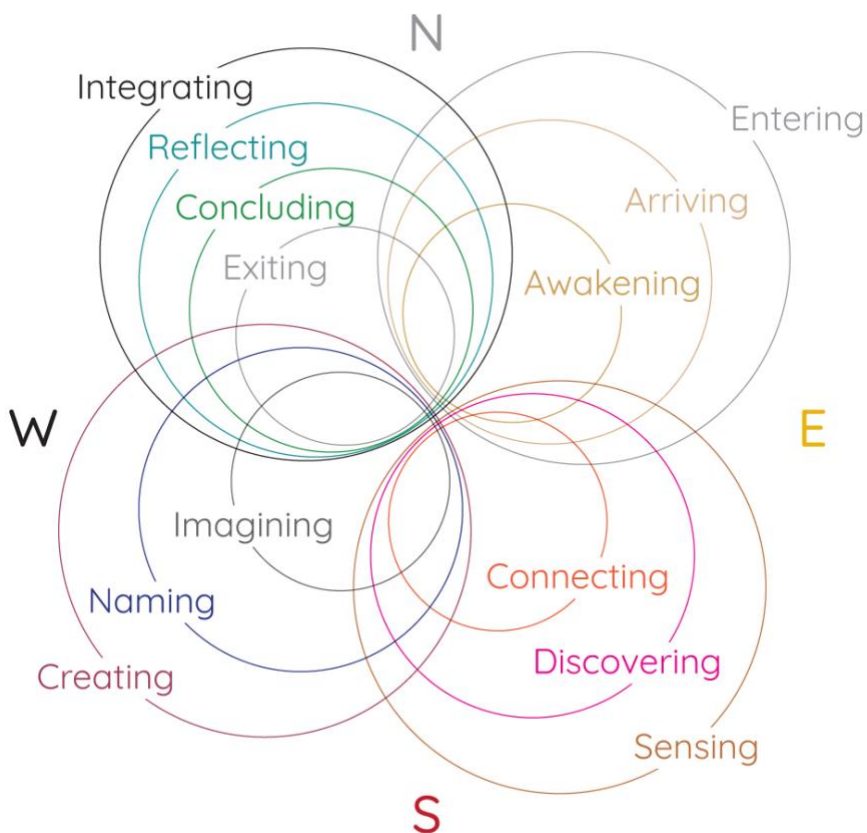 N
Integrating
Entering
Reflecting
Arriving
Concluding
Exiting
Awakening
W
E
Imagining
Connecting
Naming
Discovering
Creating
Sensing
S